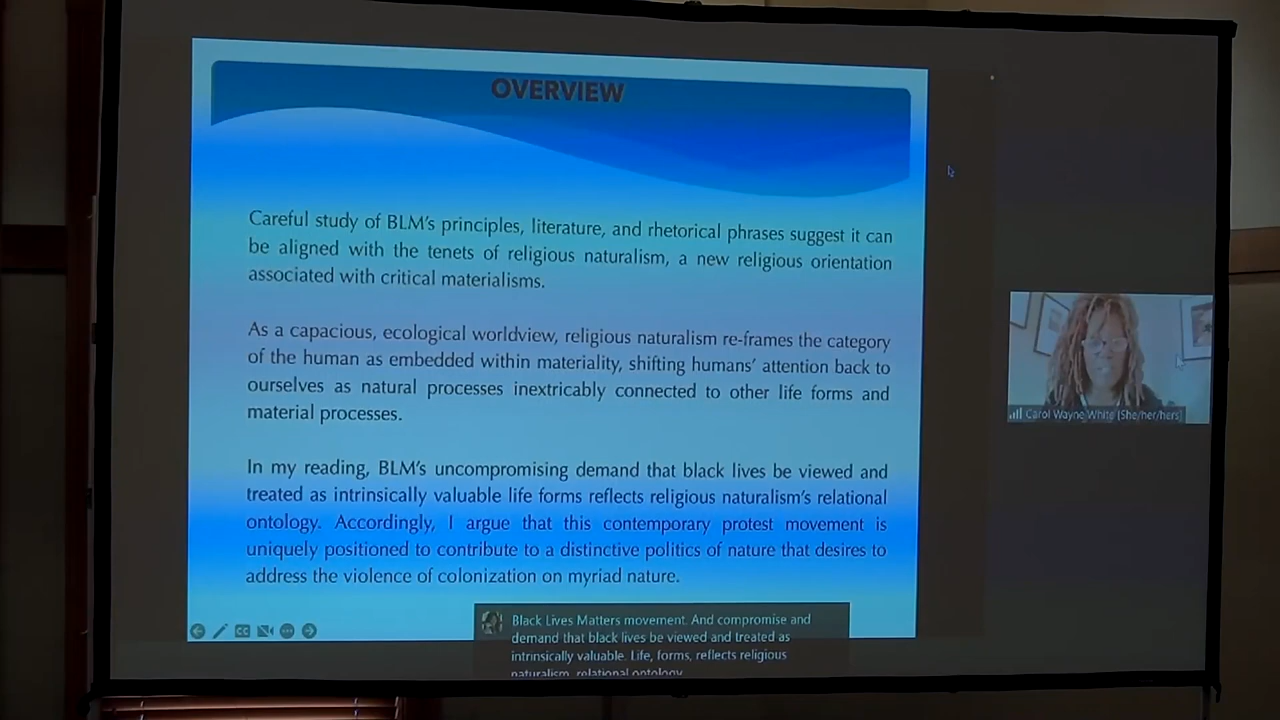 OVERVIEW
Careful study of BLM's principles, literature, and rhetorical phrases suggest it can
be aligned with the tenets of religious naturalism, a new religious orientation
associated with critical materialisms.
As a capacious, ecological worldview, religious naturalism re-frames the category
of the human as embedded within materiality, shifting humans' attention back to
ourselves as natural processes inextricably connected to other life forms and
material processes.
In my reading, BLM's uncompromising demand that black lives be viewed and
treated as intrinsically valuable life forms reflects religious naturalism's relational
ontology. Accordingly, I argue that this contemporary protest movement is
uniquely positioned to contribute to a distinctive politics of nature that desires to
address the violence of colonization on myriad nature.
Carol Wayne White (She/her/hers)
CC
Black Lives Matters movement. And compromise and
demand that black lives be viewed and treated as
intrinsically valuable. Life, forms, reflects religious
naturalism, relational ontology